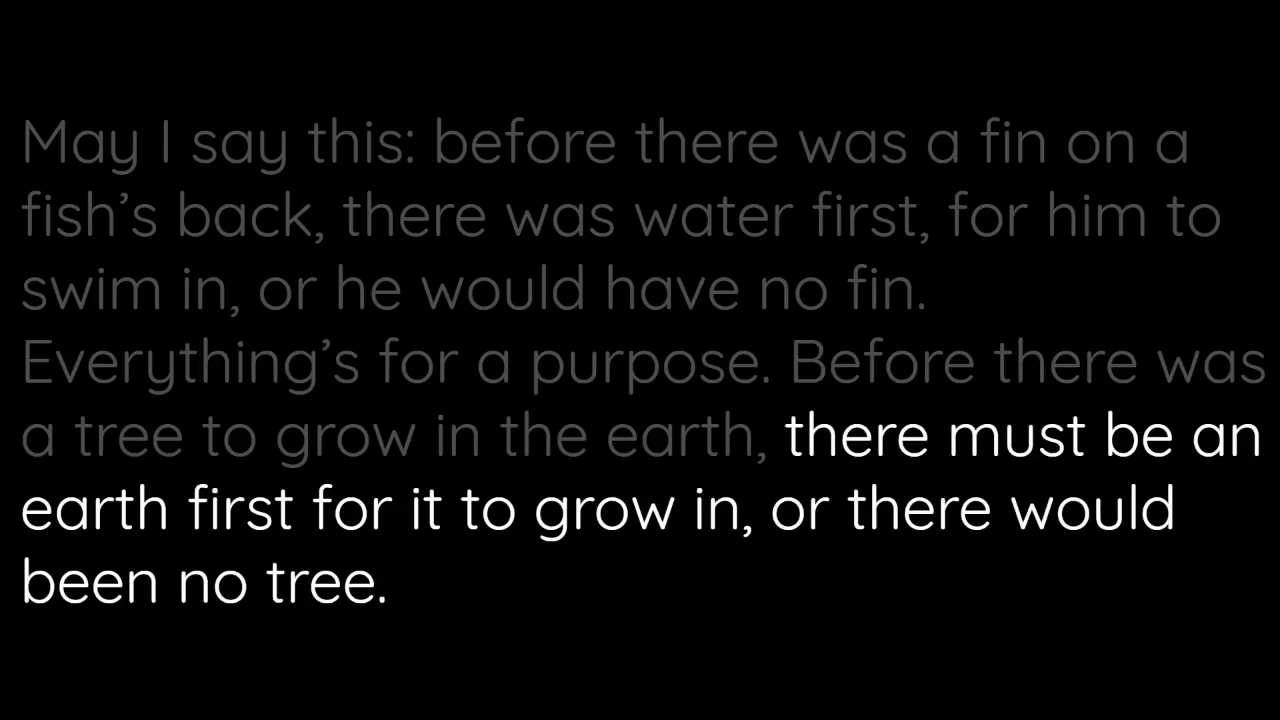 May I say this: before there was a fin on a
fish’s back, there was water first, for him to
swim in, or he would have no fin.
Everything’s for a purpose. Before there was
a tree to grow in the earth, there must be an
earth first for it to grow in, or there would
been no tree.